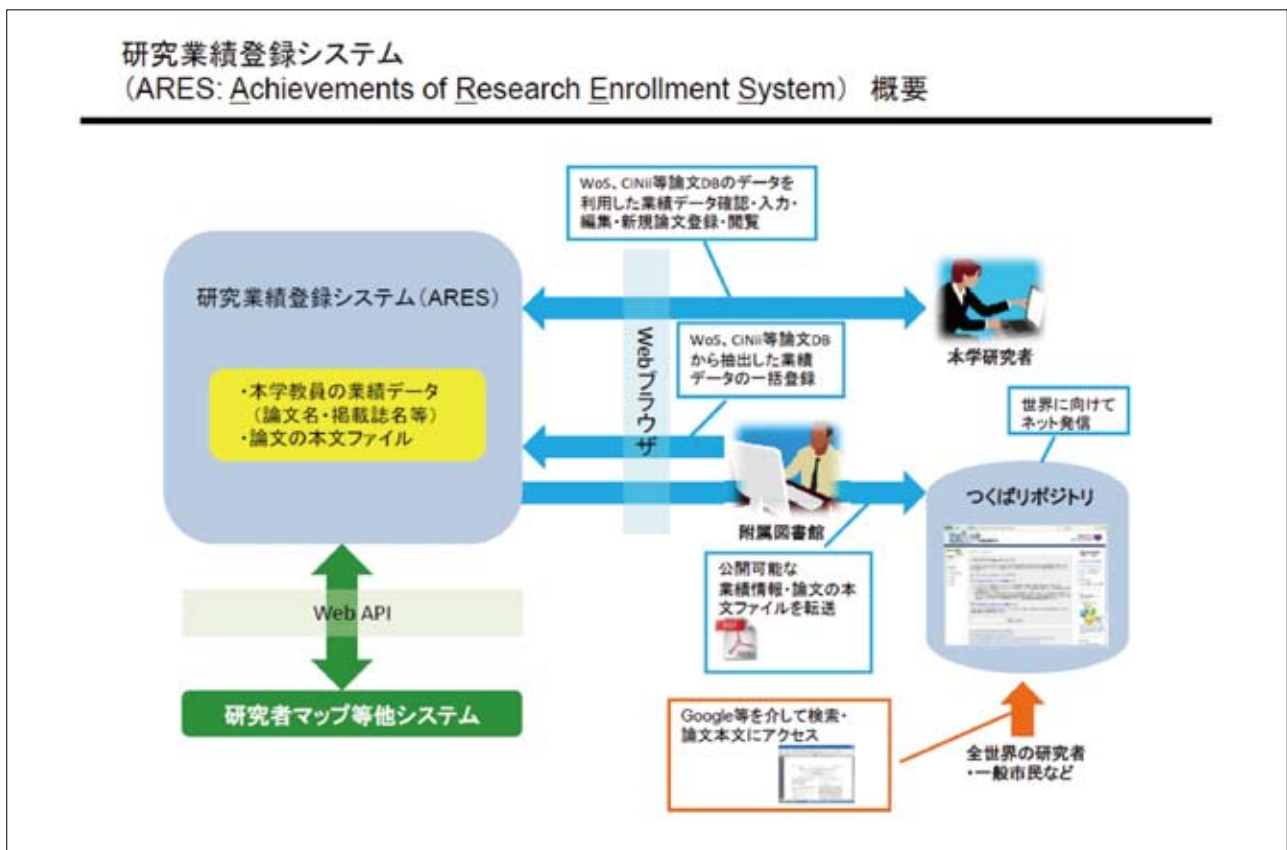 研究業績登録システム
(ARES: Achievements of Research Enrollment System) 概要
WoS、CiNii等論文DBのデータを
利用した業績データ確認・入力・
編集・新規論文登録・閲覧
研究業績登録システム(ARES)
・本学教員の業績データ
(論文名・掲載誌名等)
・論文の本文ファイル
Webブラウザ
本学研究者
WoS、CiNii等論文DB
から抽出した業績
データの一括登録
世界に向けて
ネット発信
附属図書館
つくばリポジトリ
公開可能な
業績情報・論文の本
文ファイルを転送
Web API
研究者マップ等他システム
Google等を介して検索・
論文本文にアクセス
全世界の研究者
・一般市民など